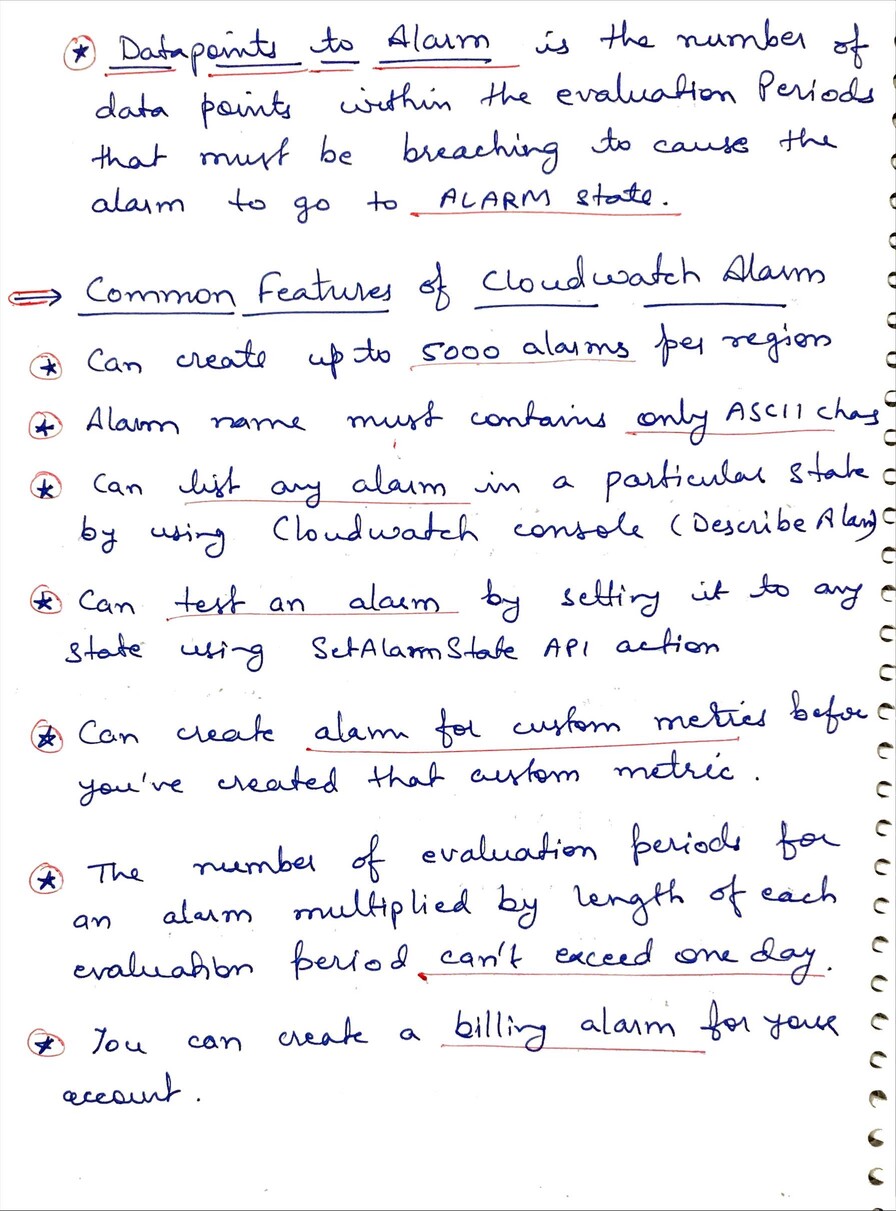 * Datapoints to Alarm is the number of
data points within the evaluation Periods
that must be breaching to cause the
alarm to go to ALARM state.
⇒ Common Features of Cloudwatch Alarm
* Can create up to 5000 alarms per region
* Alarm name must contains only ASCII chas
* Can list any alarm in a particular state
by using Cloudwatch console (Describe Alarm)
* Can test an alarm by setting it to any
state using SetAlarmState API action
* Can create alarm for custom metrics before
you've created that custom metric.
* The number of evaluation periods for
an alarm multiplied by length of each
evaluation period can't exceed one day.
* You can create a billing alarm for your
account.